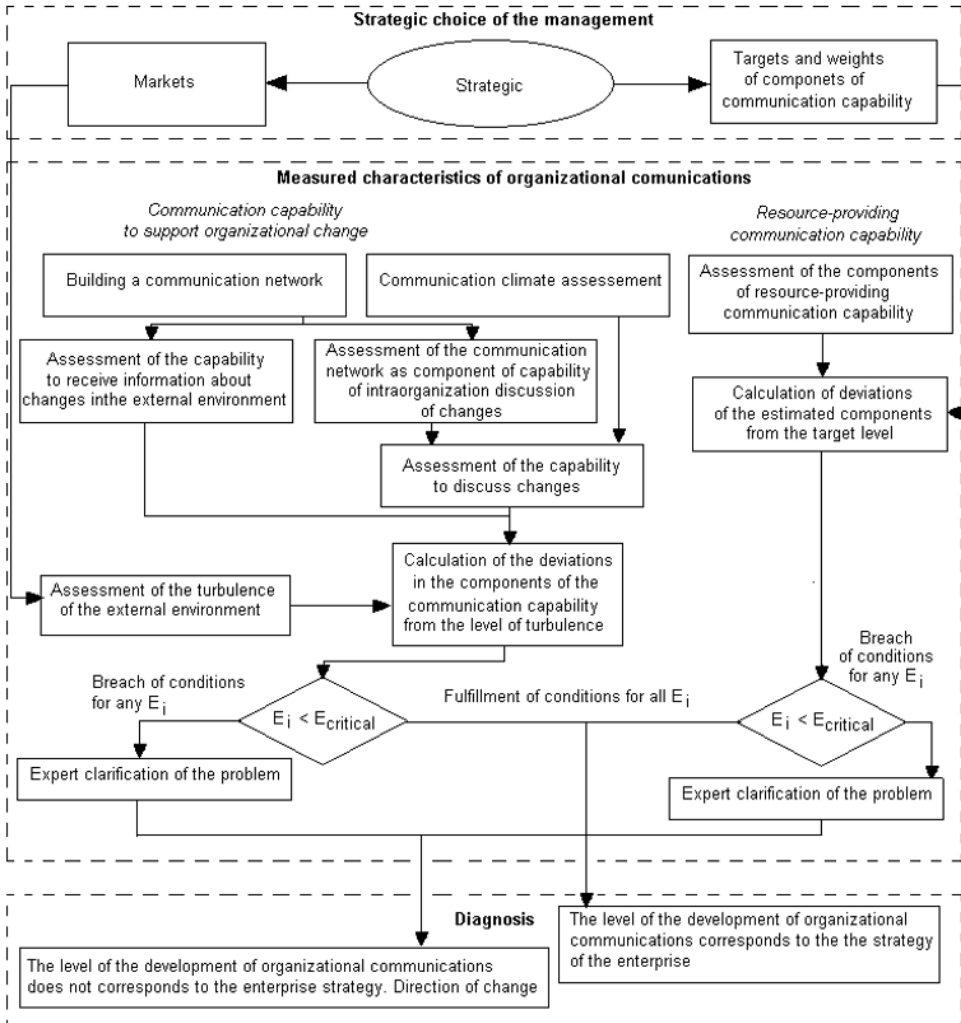 Strategic choice of the management
Markets
Strategic
Targets and weights
of componets of
communication capability
Measured characteristics of organizational comunications
Communication capability
to support organizational change
Resource-providing
communication capability
Building a communication network
Communication climate assessement
Assessment of the components
of resource-providing
communication capability
Assessment of the capability
to receive information about
changes inthe external environment
Assessment of the communication
network as component of capability
of intraorganization discussion
of changes
Calculation of deviations
of the estimated components
from the target level
Assessment of the capability
to discuss changes
Assessment of the turbulence
of the external environment
Calculation of the deviations
in the components of the
communication capability
from the level of turbulence
Breach of conditions
for any E i
E i < E critical
Fulfillment of conditions for all E i
Breach
of conditions
for any E i
E i < E critical
Expert clarification of the problem
Expert clarification of the problem
Diagnosis
The level of the development of organizational
communications corresponds to the the strategy
of the enterprise
The level of the development of organizational communications
does not corresponds to the enterprise strategy. Direction of change